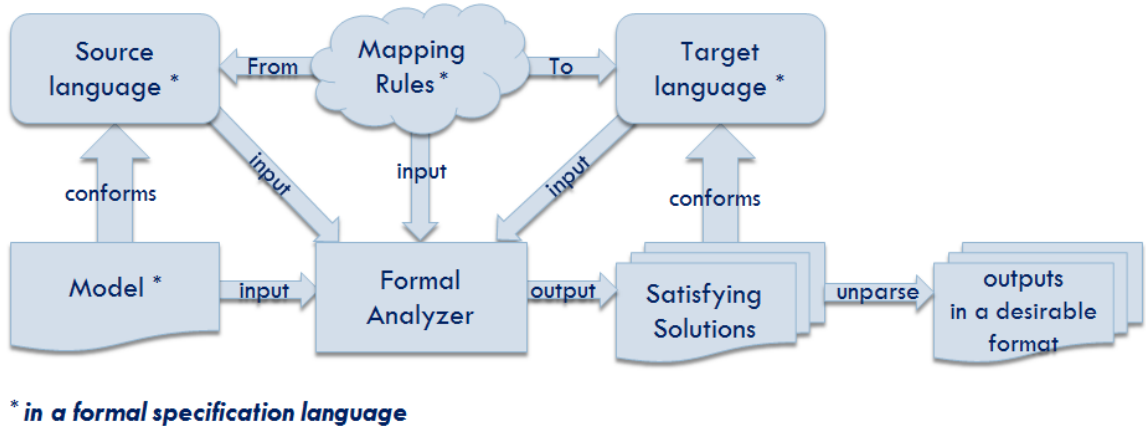 Source
language *
From
Mapping
Rules *
To
Target
language *
input
input
input
conforms
conforms
Model *
input
Formal
Analyzer
output
Satisfying
Solutions
unparse
outputs
in a desirable
format
* in a formal specification language